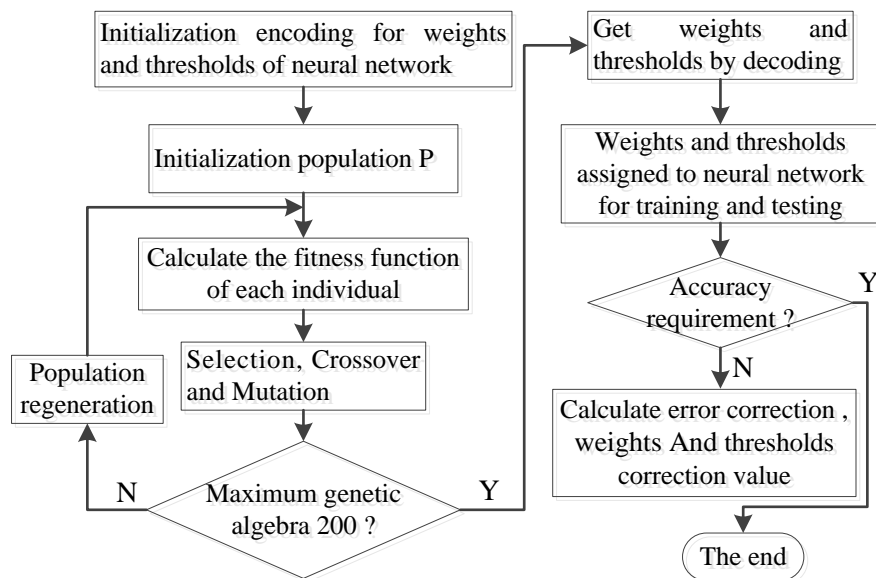 Initialization encoding for weights
and thresholds of neural network
Initialization population P
Calculate the fitness function
of each individual
Selection, Crossover
and Mutation
Population
regeneration
N
Maximum genetic
algebra 200 ?
Y
Get weights and
thresholds by decoding
Weights and thresholds
assigned to neural network
for training and testing
Accuracy
requirement ?
Y
N
Calculate error correction ,
weights And thresholds
correction value
The end